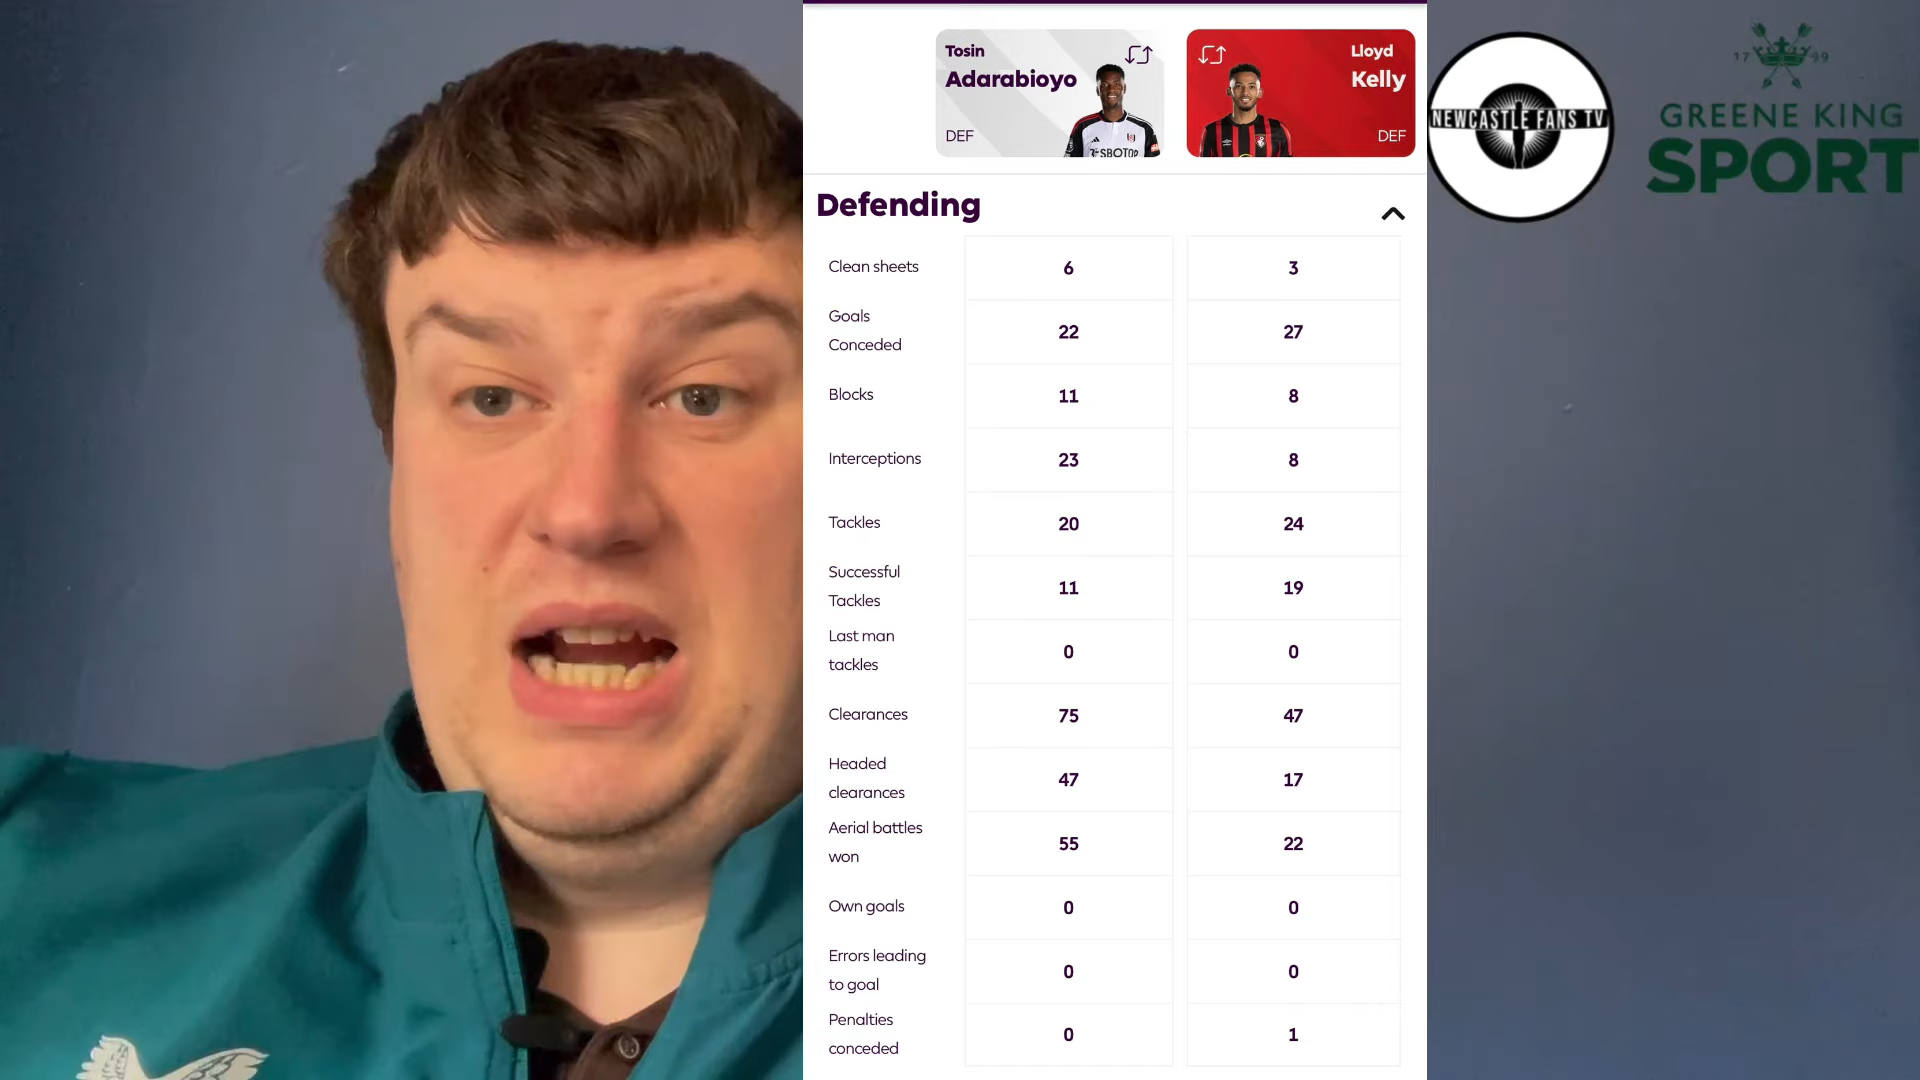 Tosin
Adarabioyo
DEF
SBOTOP
Lloyd
Kelly
DEF
NEWCASTLE FANS TV
17 99
GREENE KING
SPORT
Defending
Clean sheets 6 3
Goals
Conceded 22 27
Blocks 11 8
Interceptions 23 8
Tackles 20 24
Successful
Tackles 11 19
Last man
tackles 0 0
Clearances 75 47
Headed
clearances 47 17
Aerial battles
won 55 22
Own goals 0 0
Errors leading
to goal 0 0
Penalties
conceded 0 1